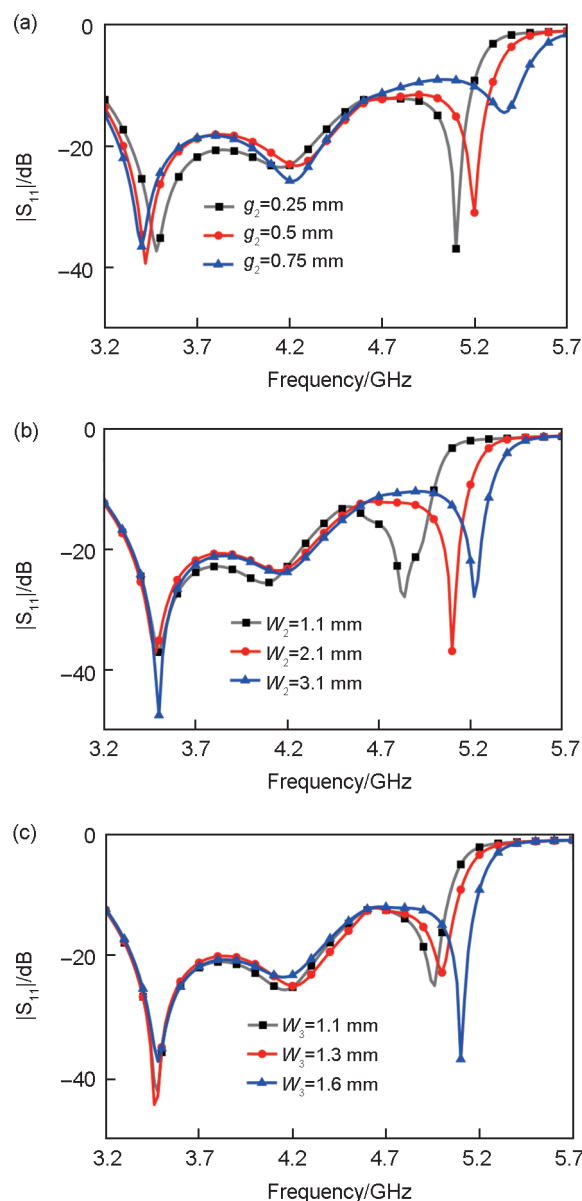 (a)
0
−20
−40
|S11|/dB
g2=0.25 mm
g2=0.5 mm
g2=0.75 mm
3.2 3.7 4.2 4.7 5.2 5.7
Frequency/GHz
(b)
0
−20
−40
|S11|/dB
W2=1.1 mm
W2=2.1 mm
W2=3.1 mm
3.2 3.7 4.2 4.7 5.2 5.7
Frequency/GHz
(c)
0
−20
−40
|S11|/dB
W3=1.1 mm
W3=1.3 mm
W3=1.6 mm
3.2 3.7 4.2 4.7 5.2 5.7
Frequency/GHz